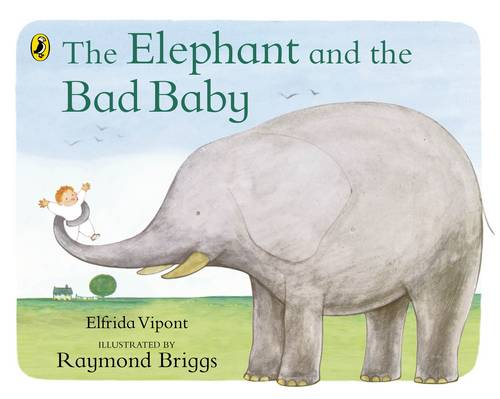 The Elephant and the
Bad Baby
Elfrida Vipont
ILLUSTRATED BY
Raymond Briggs